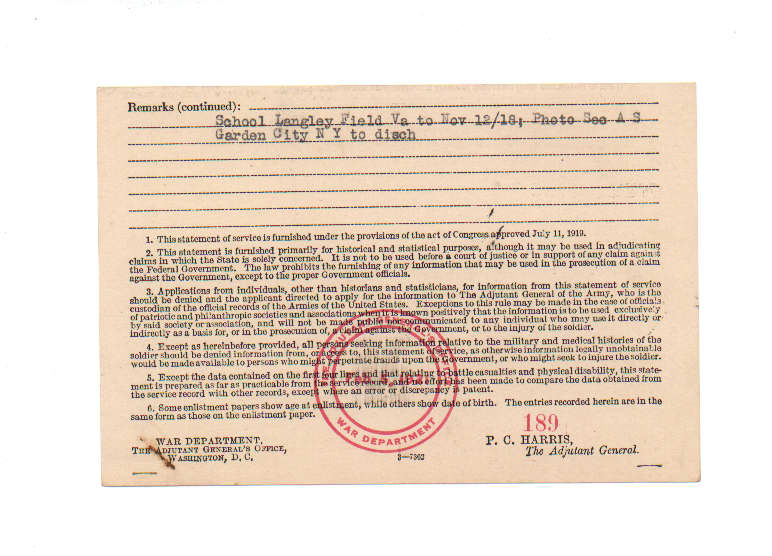 Remarks (continued):
School Langley Field Va to Nov 12/18; Photo Sec A S
Garden City N Y to disch
1. This statement of service is furnished under the provisions of the act of Congress approved July 11, 1919.
2. This statement is furnished primarily for historical and statistical purposes, although it may be used in adjudicating
claims in which the State is solely concerned. It is not to be used before a court of justice or in support of any claim against
the Federal Government. The law prohibits the furnishing of any information that may be used in the prosecution of a claim
against the Government, except to the proper Government officials.
3. Applications from individuals, other than historians and statisticians, for information from this statement of service
should be denied and the applicant directed to apply for the information to The Adjutant General of the Army, who is the
custodian of the official records of the Armies of the United States. Exceptions to this rule may be made in the case of officials
of patriotic and philanthropic societies and associations when it is known positively that the information is to be used exclusively
by said society or association, and will not be made public nor communicated to any individual who may use it directly or
indirectly as a basis for, or in the prosecution of, a claim against the Government, or to the injury of the soldier.
4. Except as hereinbefore provided, all persons seeking information relative to the military and medical histories of the
soldier should be denied information from, or access to, this statement of service, as otherwise information legally unobtainable
would be made available to persons who might perpetrate frauds upon the Government, or who might seek to injure the soldier.
5. Except the data contained on the first four lines and that relating to battle casualties and physical disability, this state-
ment is prepared as far as practicable from the service record, and no effort has been made to compare the data obtained from
the service record with other records, except where an error or discrepancy is patent.
6. Some enlistment papers show age at enlistment, while others show date of birth. The entries recorded herein are in the
same form as those on the enlistment paper.
189
WAR DEPARTMENT,
THE ADJUTANT GENERAL'S OFFICE,
WASHINGTON, D. C.
3—7302
P. C. HARRIS,
The Adjutant General.
WAR DEPARTMENT